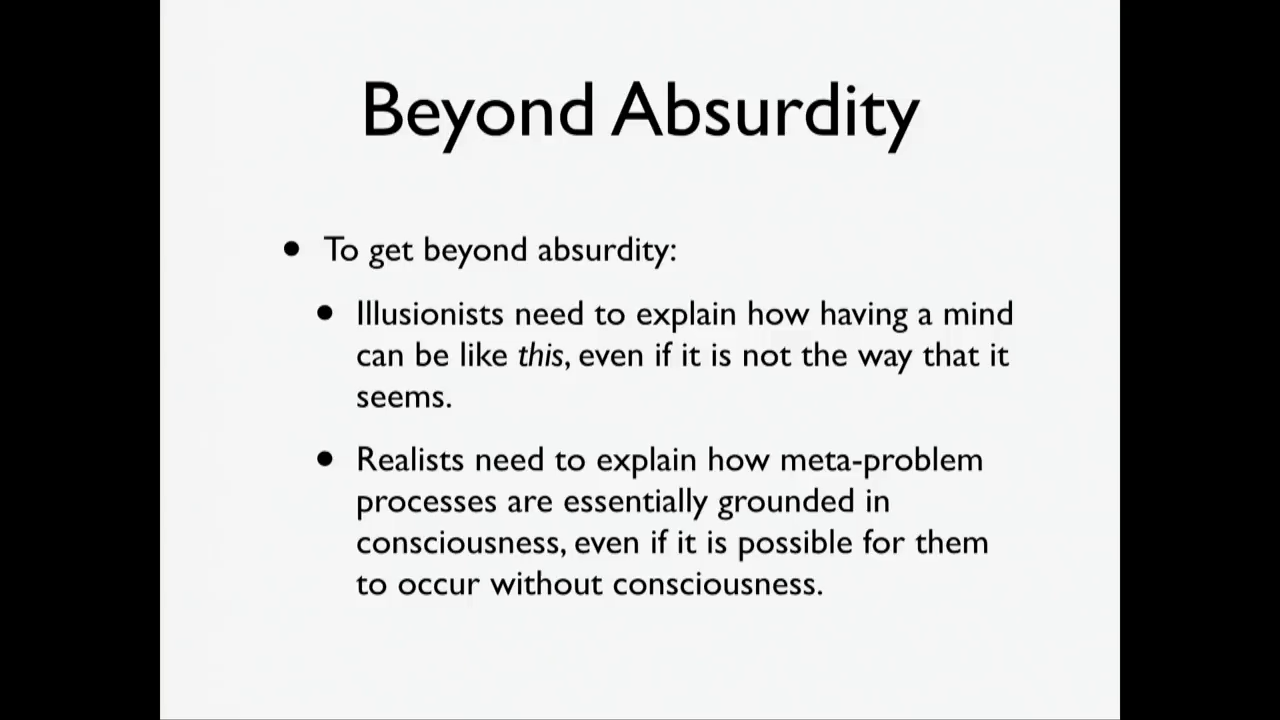 Beyond Absurdity
• To get beyond absurdity:
• Illusionists need to explain how having a mind
can be like this, even if it is not the way that it
seems.
• Realists need to explain how meta-problem
processes are essentially grounded in
consciousness, even if it is possible for them
to occur without consciousness.